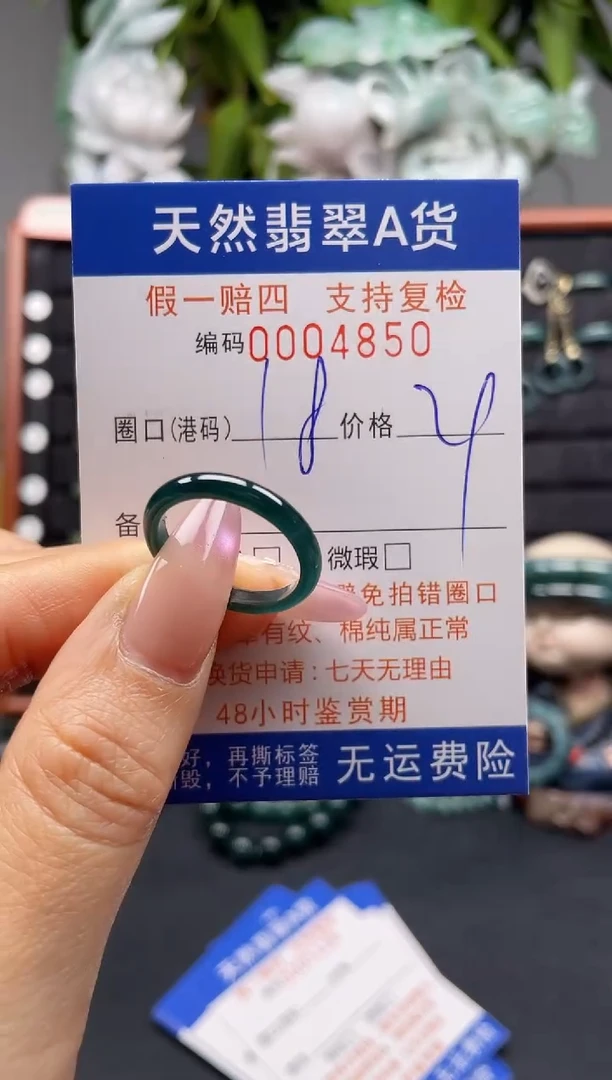 天然翡翠A货
假一赔四 支持复检
编码0004850
圈口(港码) 18 价格 4
备
微瑕□
避免拍错圈口
有纹、棉纯属正常
换货申请:七天无理由
48小时鉴赏期
好,再撕标签 无运费险
毁,不予理赔